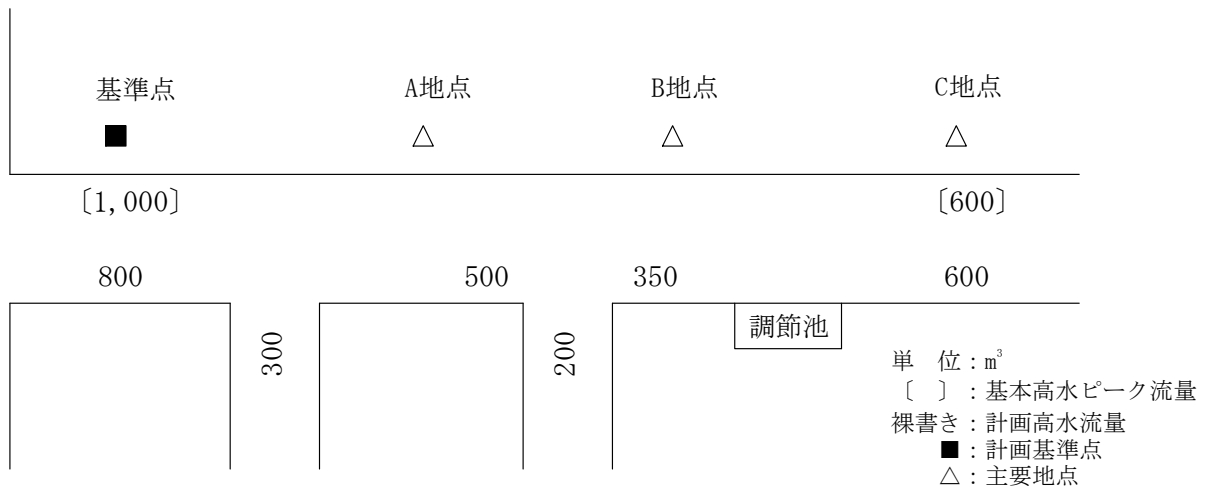 基準点 A地点 B地点 C地点
■ △ △ △
〔1,000〕 〔600〕
800 500 350 600
300 200 調節池
単 位：m³
〔 〕：基本高水ピーク流量
裸書き：計画高水流量
■：計画基準点
△：主要地点